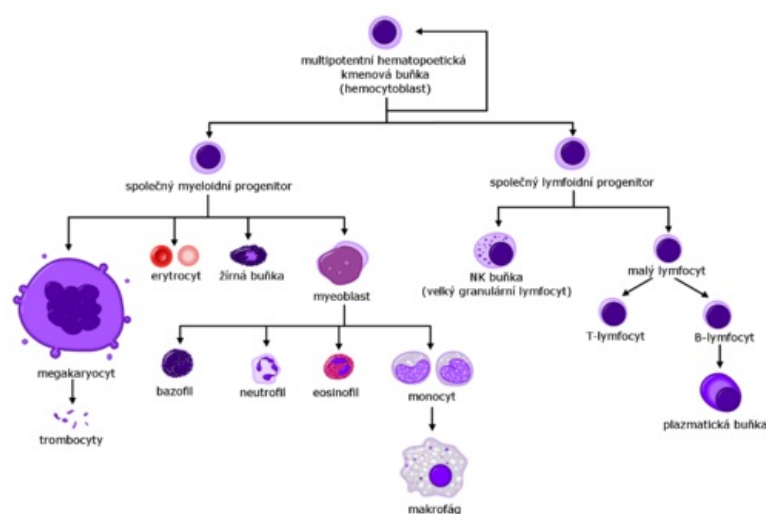 multipotentní hematopoetická
kmenová buňka
(hemocytoblast)
společný myeloidní progenitor
společný lymfoidní progenitor
erytrocyt
žírná buňka
myeoblast
NK buňka
(velký granulární lymfocyt)
malý lymfocyt
megakaryocyt
trombocyty
bazofil
neutrofil
eosinofil
monocyt
T-lymfocyt
B-lymfocyt
plazmatická buňka
makrofág